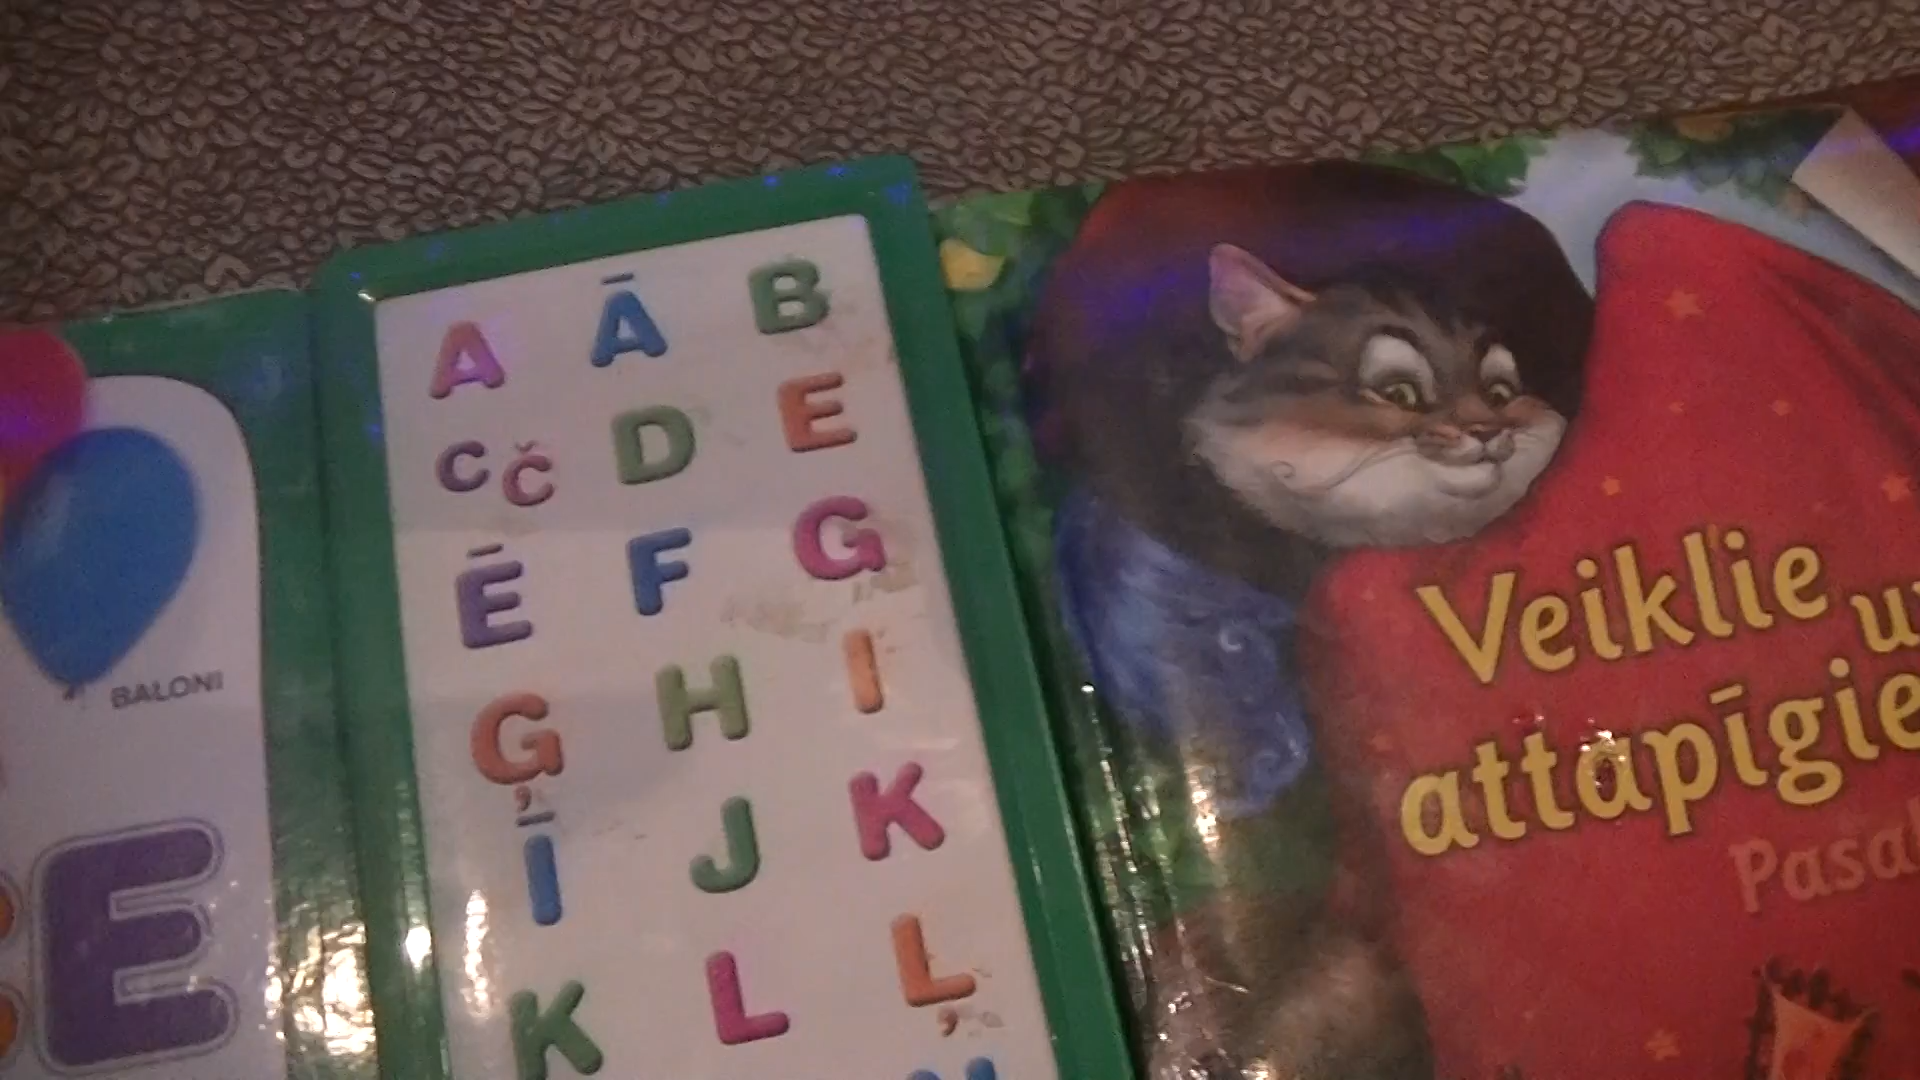 A Ā B
C Č D E
Ē F G
Ģ H I
Ī J K
K L Ļ
BALONI
E
Veiklie
attapīgie